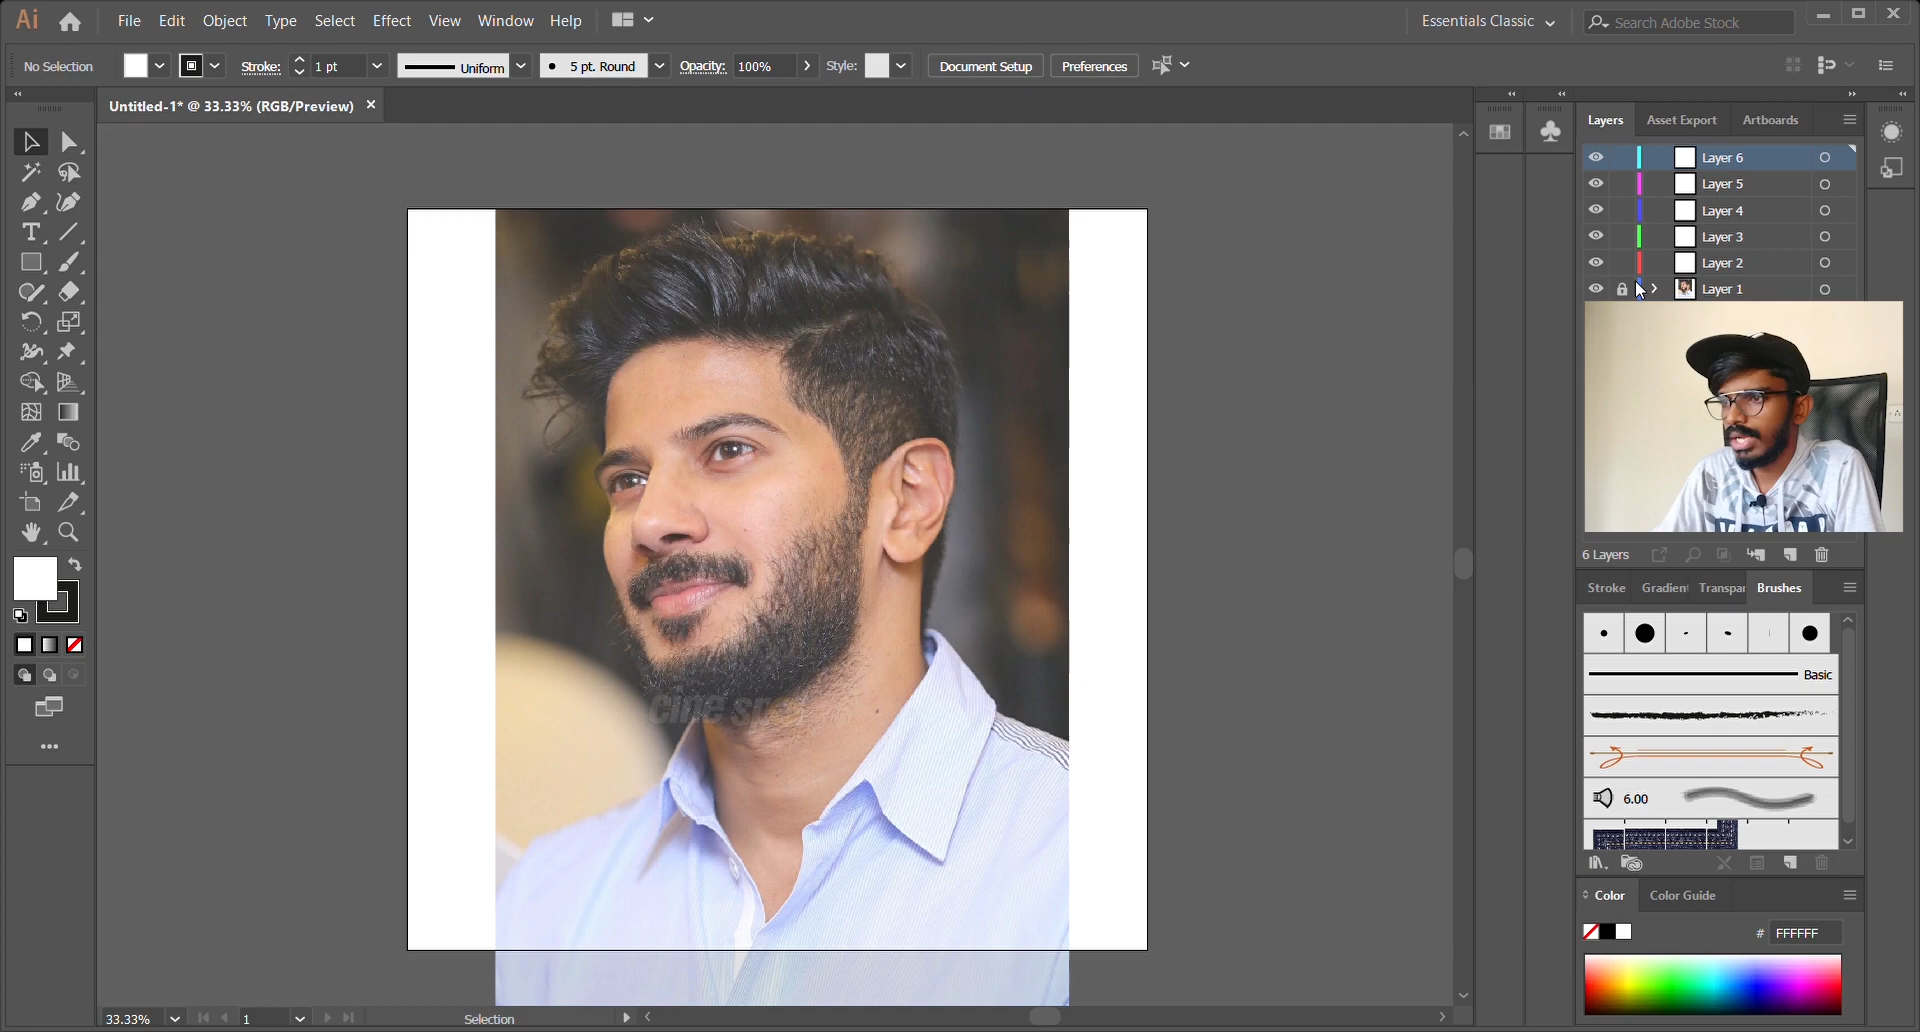 Ai File Edit Object Type Select Effect View Window Help Essentials Classic Search Adobe Stock
No Selection Stroke: 1 pt Uniform 5 pt. Round Opacity: 100% Style: Document Setup Preferences
Untitled-1* @ 33.33% (RGB/Preview)
Layers Asset Export Artboards
Layer 6
Layer 5
Layer 4
Layer 3
Layer 2
Layer 1
6 Layers
Stroke Gradient Transpar Brushes
Basic
cine
6.00
Color Color Guide
# FFFFFF
33.33% 1 Selection